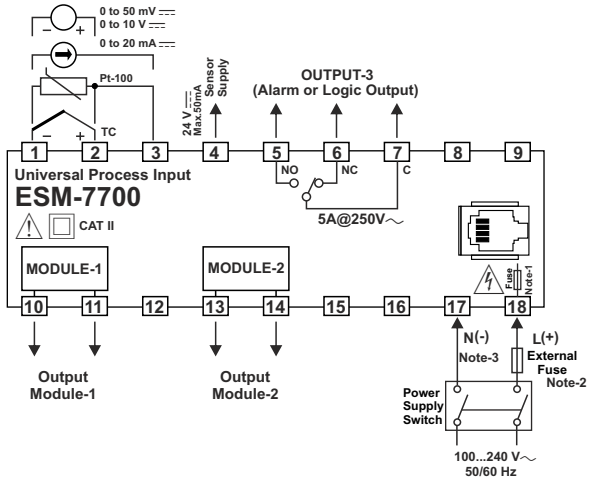 0 to 50 mV
0 to 10 V
0 to 20 mA
Pt-100
TC
24 V
Max.50mA
Sensor
Supply
OUTPUT-3
(Alarm or Logic Output)
1 2 3 4 5 6 7 8 9
NO NC C
Universal Process Input
ESM-7700
CAT II
5A@250V
MODULE-1
MODULE-2
Fuse
Note-1
10 11 12 13 14 15 16 17 18
Output
Module-1
Output
Module-2
N(-)
L(+)
Note-3
External
Fuse
Note-2
Power
Supply
Switch
100...240 V
50/60 Hz